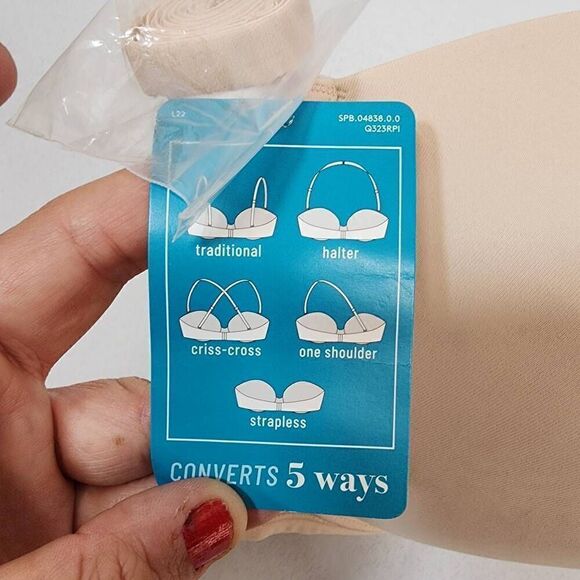 L22
SPB.04838.0.0
Q323RPI
traditional
halter
criss-cross
one shoulder
strapless
CONVERTS 5 ways